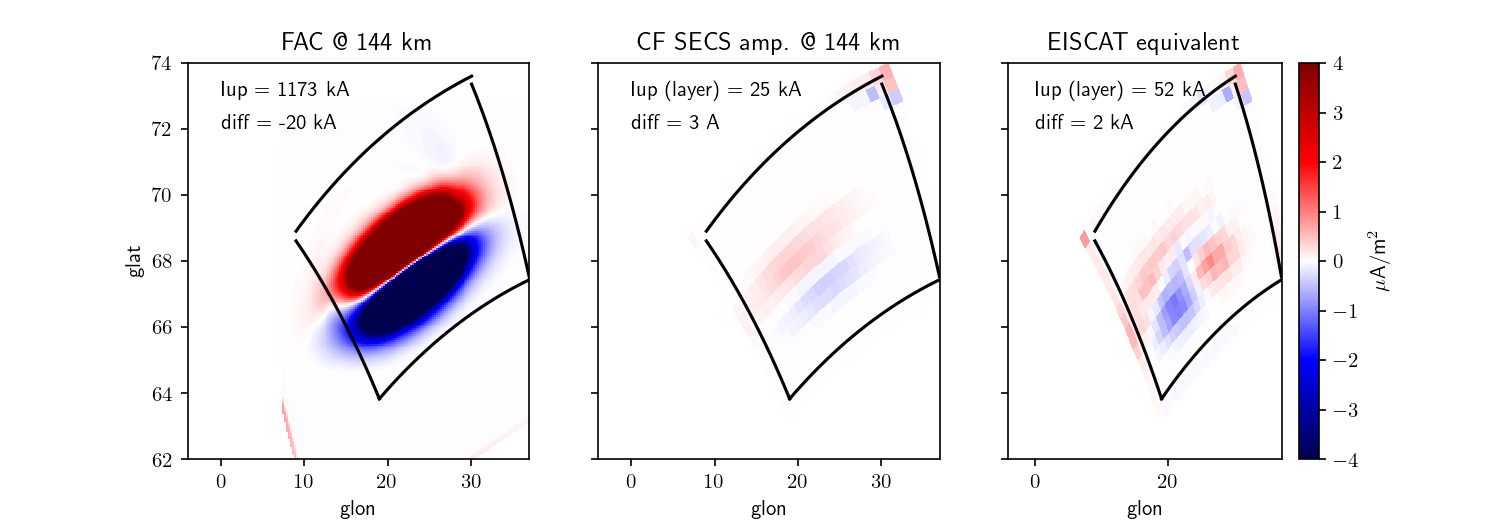 FAC @ 144 km
CF SECS amp. @ 144 km
EISCAT equivalent
Iup = 1173 kA
diff = -20 kA
Iup (layer) = 25 kA
diff = 3 A
Iup (layer) = 52 kA
diff = 2 kA
74
72
70
68
66
64
62
glat
0
10
20
30
glon
0
10
20
30
glon
0
20
glon
4
3
2
1
0
−1
−2
−3
−4
μA/m²